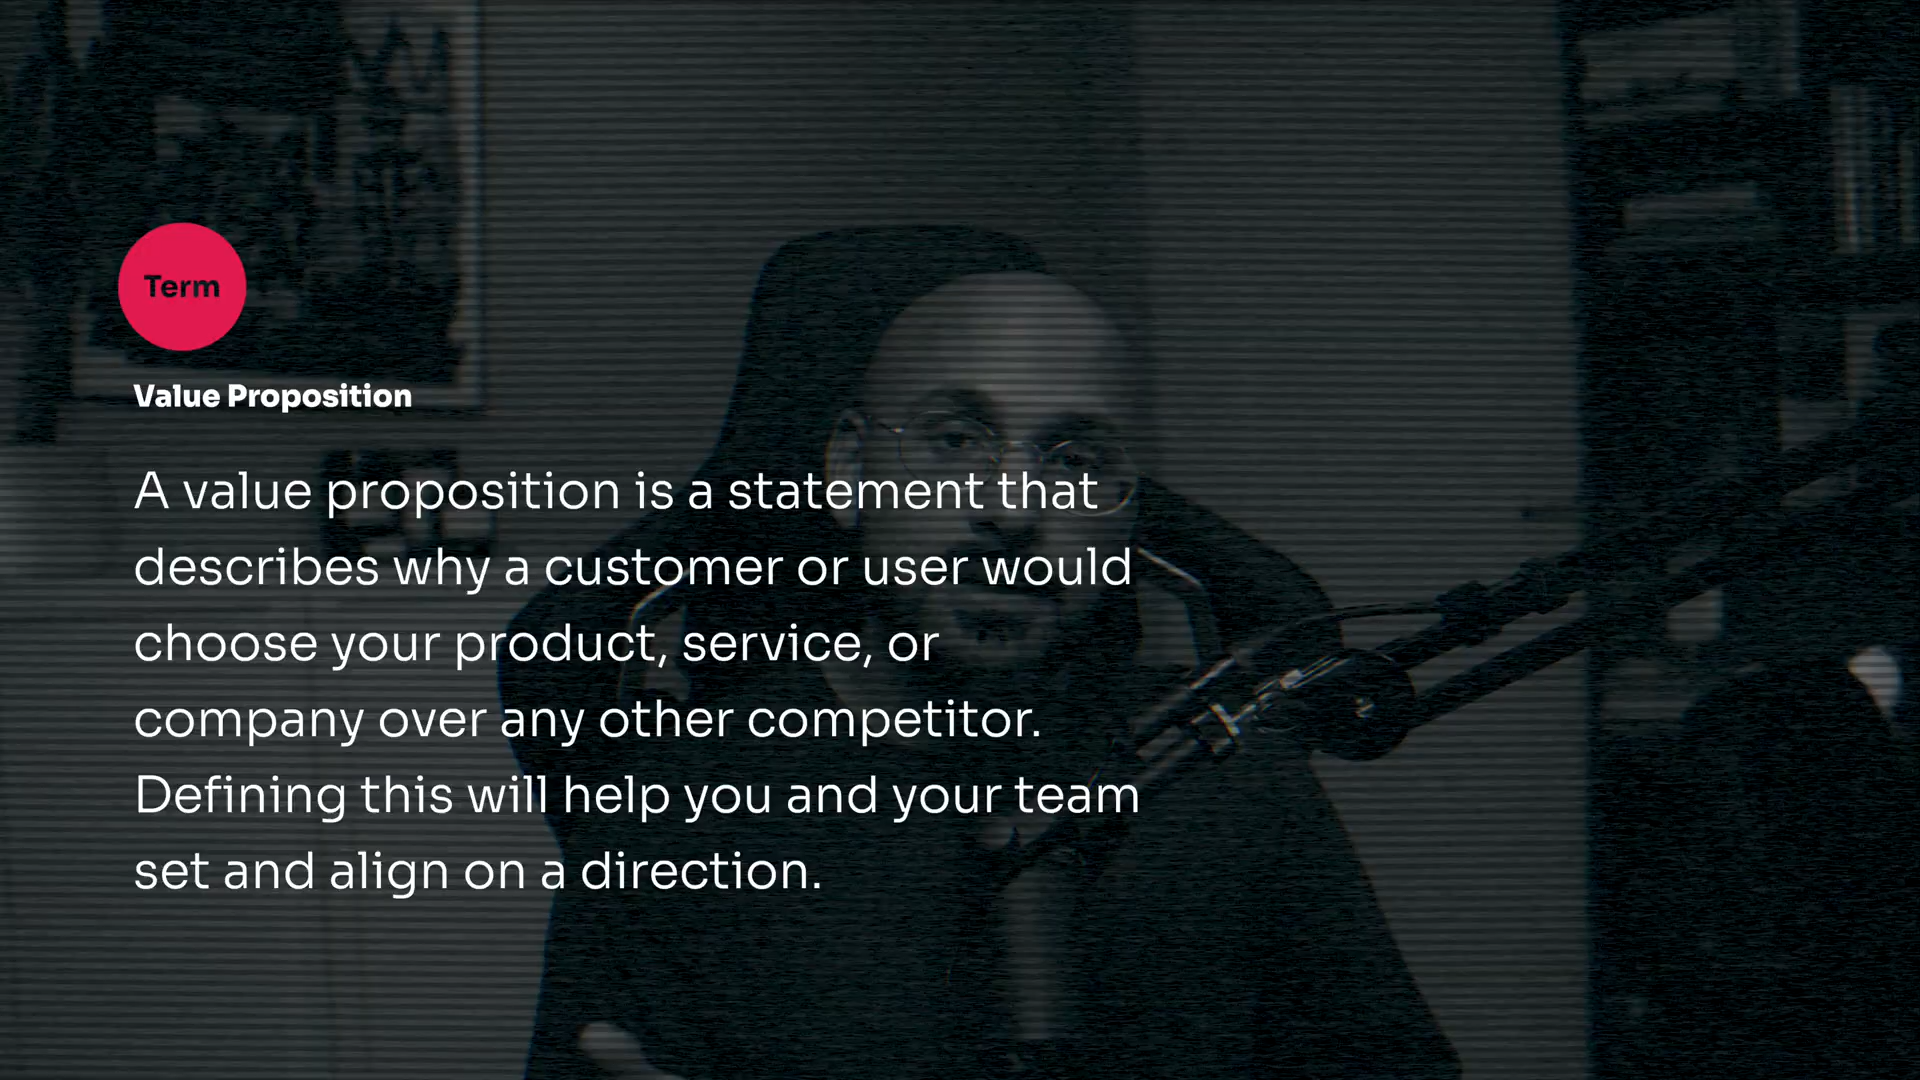 Term
Value Proposition
A value proposition is a statement that
describes why a customer or user would
choose your product, service, or
company over any other competitor.
Defining this will help you and your team
set and align on a direction.